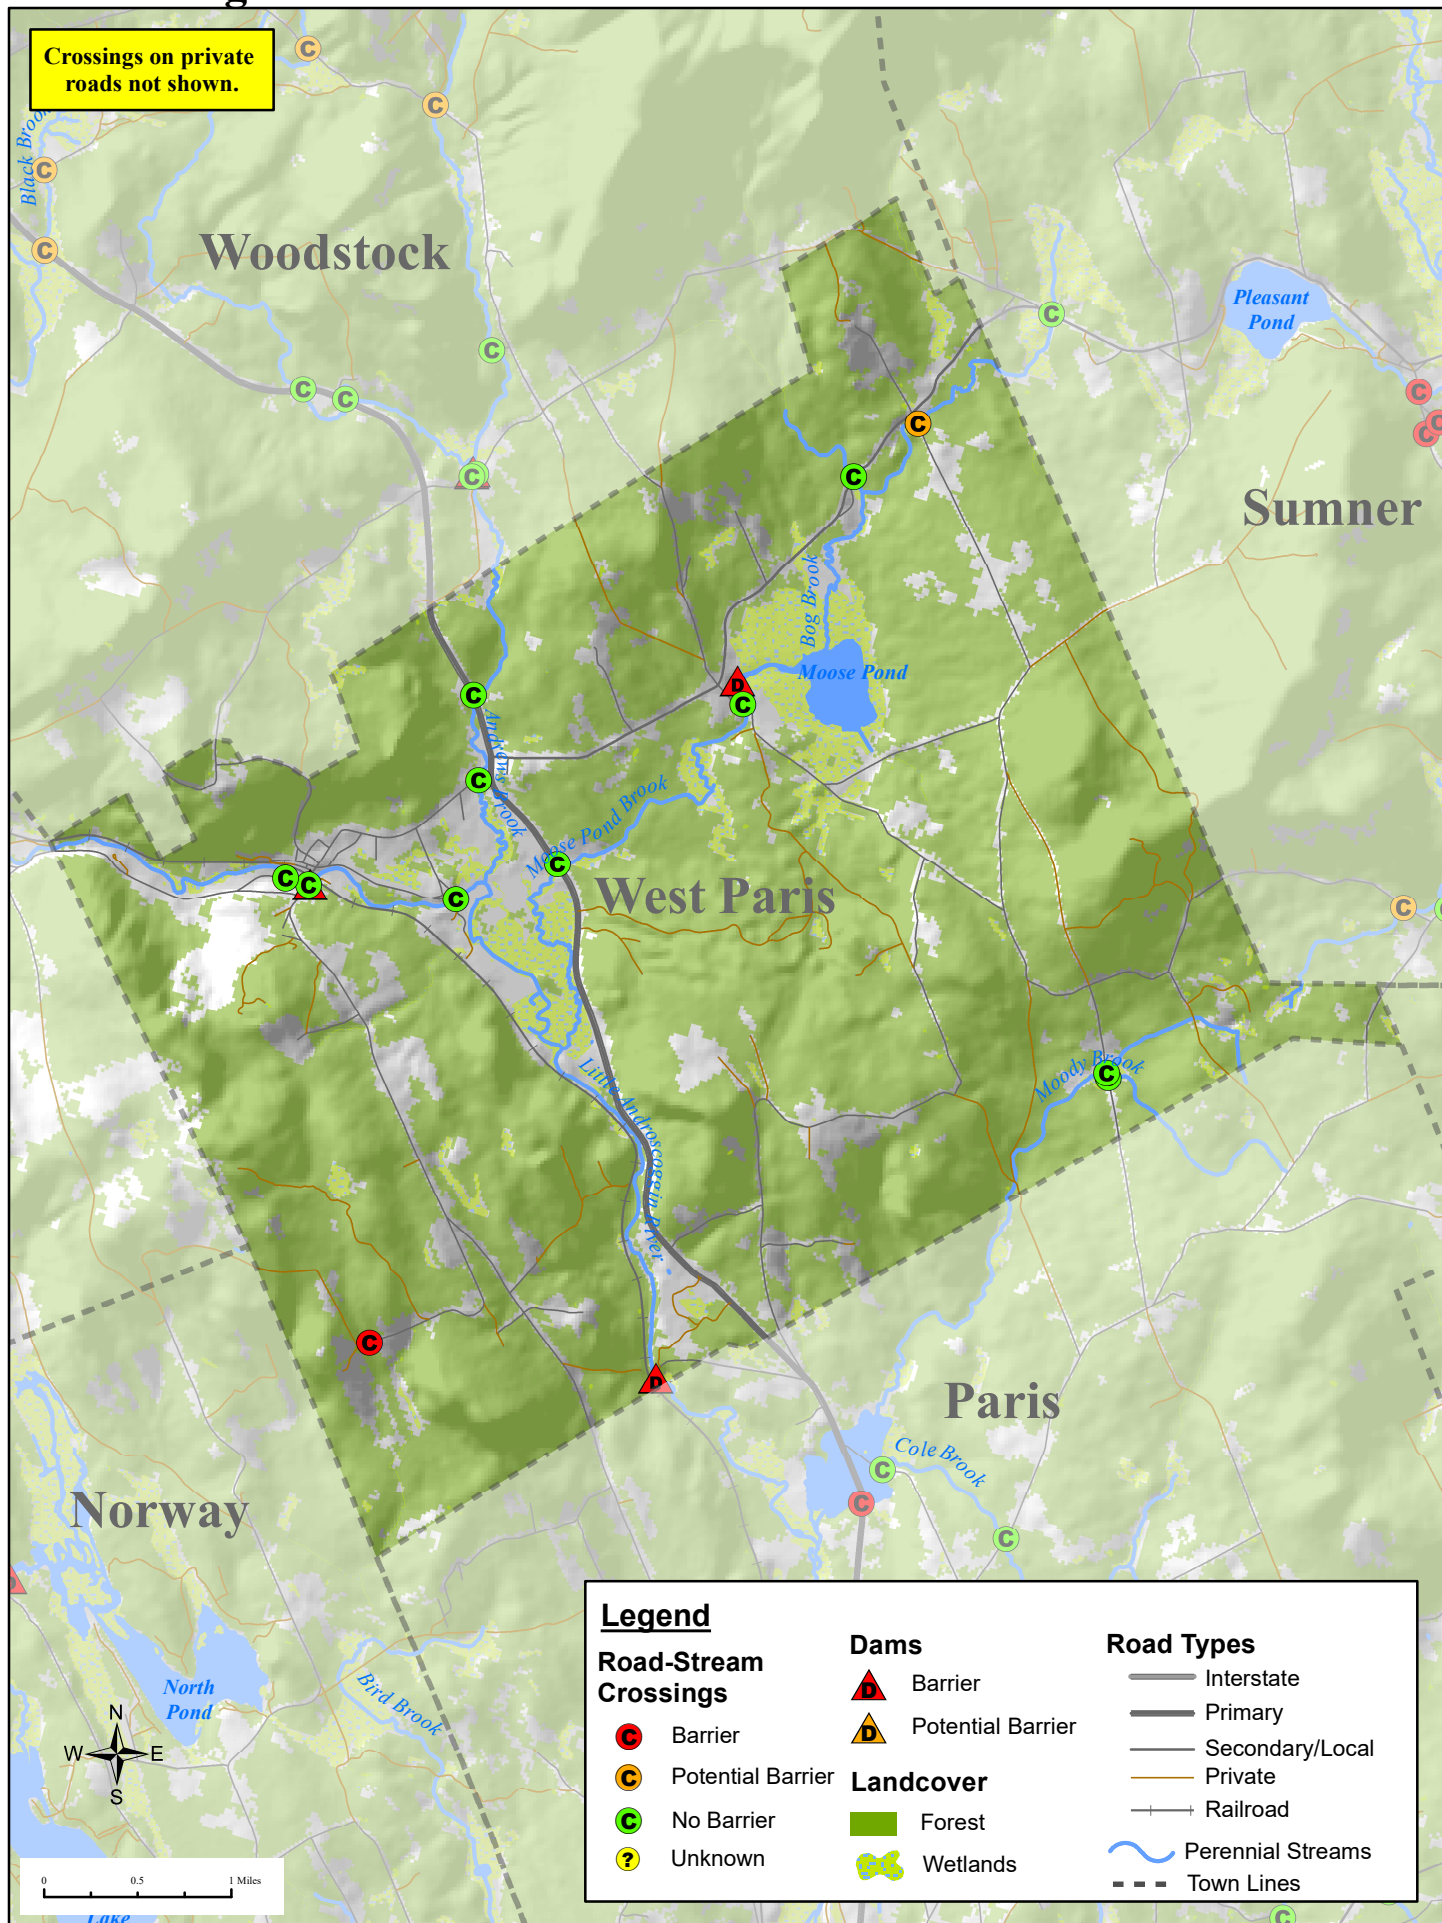 Crossings on private
roads not shown.
Black Brook
Woodstock
Pleasant
Pond
Sumner
Bog Brook
Moose Pond
Andrews Brook
Moose Pond Brook
West Paris
Moody Brook
Little Androscoggin River
Paris
Cole Brook
Norway
North
Pond
Bird Brook
N
W
E
S
0
0.5
1 Miles
Lake
Legend
Road-Stream
Crossings
C
Barrier
C
Potential Barrier
C
No Barrier
?
Unknown
Dams
D
Barrier
D
Potential Barrier
Landcover
Forest
Wetlands
Road Types
Interstate
Primary
Secondary/Local
Private
Railroad
Perennial Streams
Town Lines